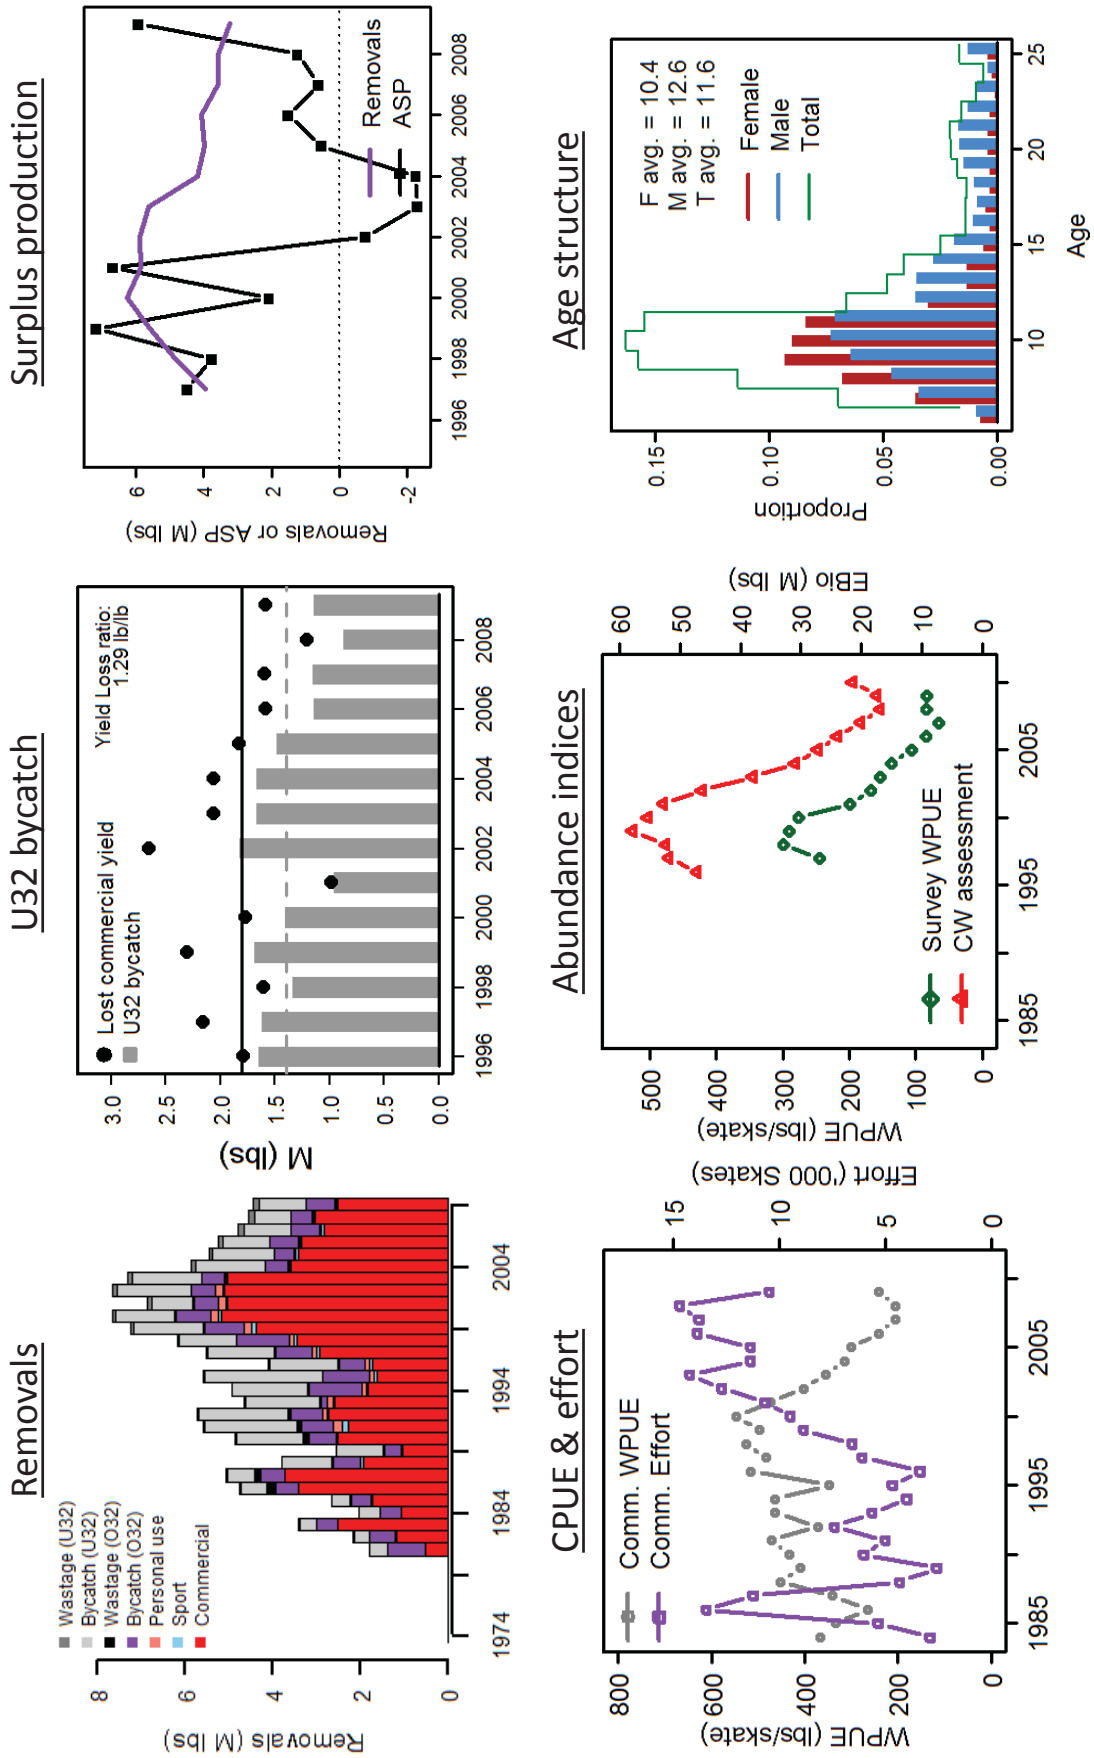 Removals
Wastage (U32)
Bycatch (U32)
Wastage (O32)
Bycatch (O32)
Personal use
Sport
Commercial
Removals (M lbs)
8
6
4
2
0
1974
1984
1994
2004
U32 bycatch
Lost commercial yield
U32 bycatch
Yield Loss ratio:
1.29 lb/lb
M (lbs)
3.0
2.5
2.0
1.5
1.0
0.5
0.0
1996
1998
2000
2002
2004
2006
2008
Surplus production
Removals or ASP (M lbs)
6
4
2
0
-2
Removals
ASP
1996
1998
2000
2002
2004
2006
2008
CPUE & effort
Comm. WPUE
Comm. Effort
WPUE (lbs/skate)
800
600
400
200
0
Effort ('000 Skates)
15
10
5
0
1985
1995
2005
Abundance indices
WPUE (lbs/skate)
500
400
300
200
100
0
Survey WPUE
CW assessment
EBio (M lbs)
60
50
40
30
20
10
0
1985
1995
2005
Age structure
F avg. = 10.4
M avg. = 12.6
T avg. = 11.6
Female
Male
Total
Proportion
0.15
0.10
0.05
0.00
10
15
20
25
Age